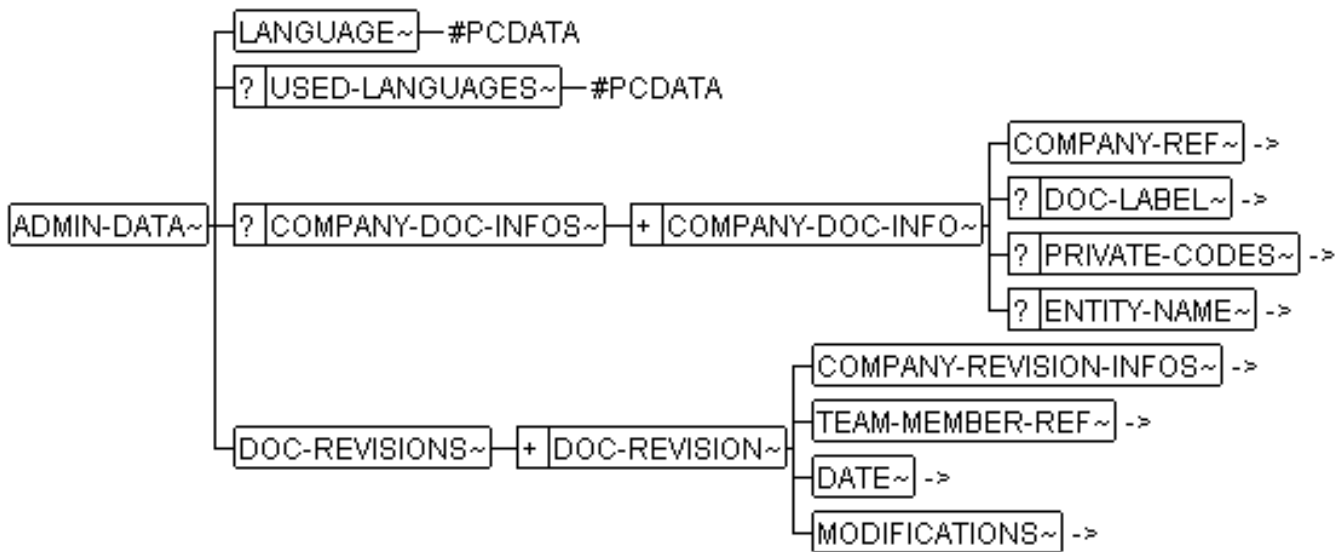 LANGUAGE~ #PCDATA
? USED-LANGUAGES~ #PCDATA
COMPANY-REF~ ->
? DOC-LABEL~ ->
ADMIN-DATA~ ? COMPANY-DOC-INFOS~ + COMPANY-DOC-INFO~
? PRIVATE-CODES~ ->
? ENTITY-NAME~ ->
COMPANY-REVISION-INFOS~ ->
TEAM-MEMBER-REF~ ->
DOC-REVISIONS~ + DOC-REVISION~
DATE~ ->
MODIFICATIONS~ ->